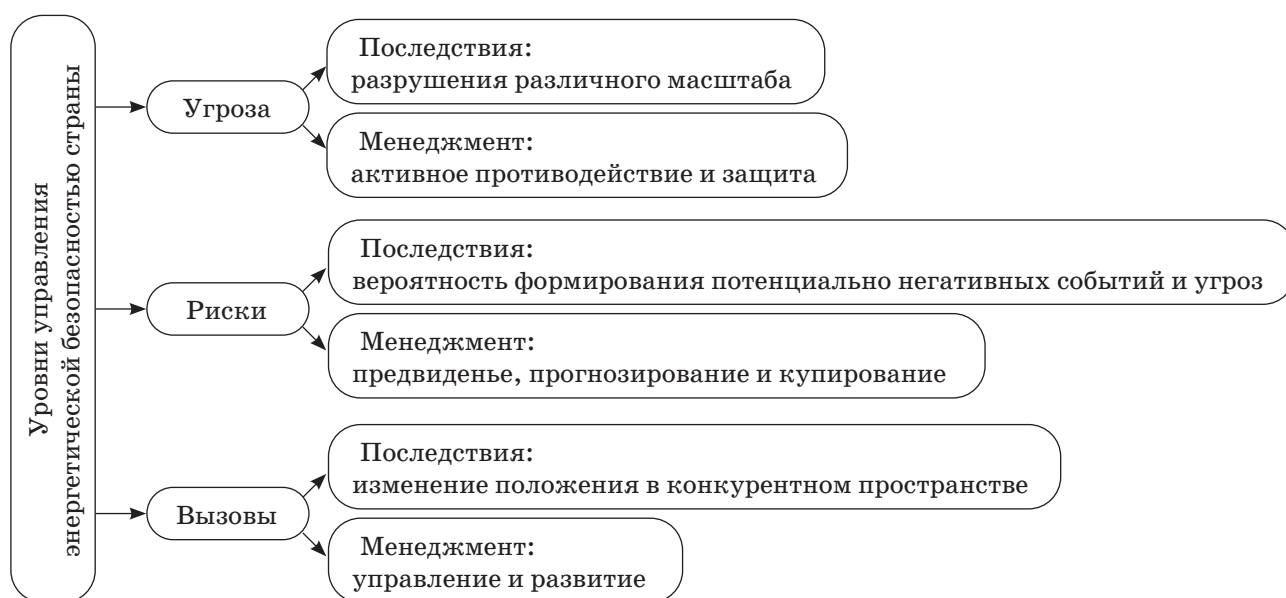 Уровни управления
энергетической безопасностью страны
Угроза
Последствия:
разрушения различного масштаба
Менеджмент:
активное противодействие и защита
Риски
Последствия:
вероятность формирования потенциально негативных событий и угроз
Менеджмент:
предвиденье, прогнозирование и купирование
Вызовы
Последствия:
изменение положения в конкурентном пространстве
Менеджмент:
управление и развитие